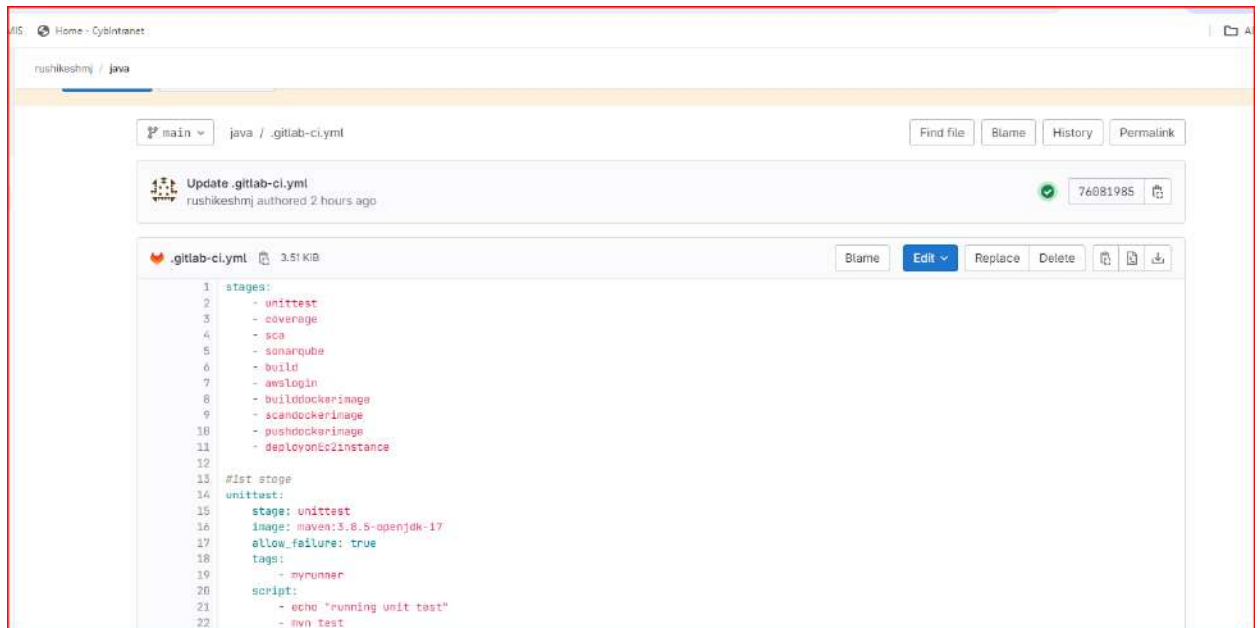 MIS Home - CybIntranet
rushikeshmj / java
main java / .gitlab-ci.yml Find file Blame History Permalink
Update .gitlab-ci.yml
rushikeshmj authored 2 hours ago
76081985
.gitlab-ci.yml 3.51 KiB Blame Edit Replace Delete
1 stages:
2 - unittest
3 - coverage
4 - sca
5 - sonarqube
6 - build
7 - awslogin
8 - builddockerimage
9 - scandockerimage
10 - pushdockerimage
11 - deployonEc2instance
12
13 #1st stage
14 unittest:
15 stage: unittest
16 image: maven:3.8.5-openjdk-17
17 allow_failure: true
18 tags:
19 - myrunner
20 script:
21 - echo "running unit test"
22 - mvn test